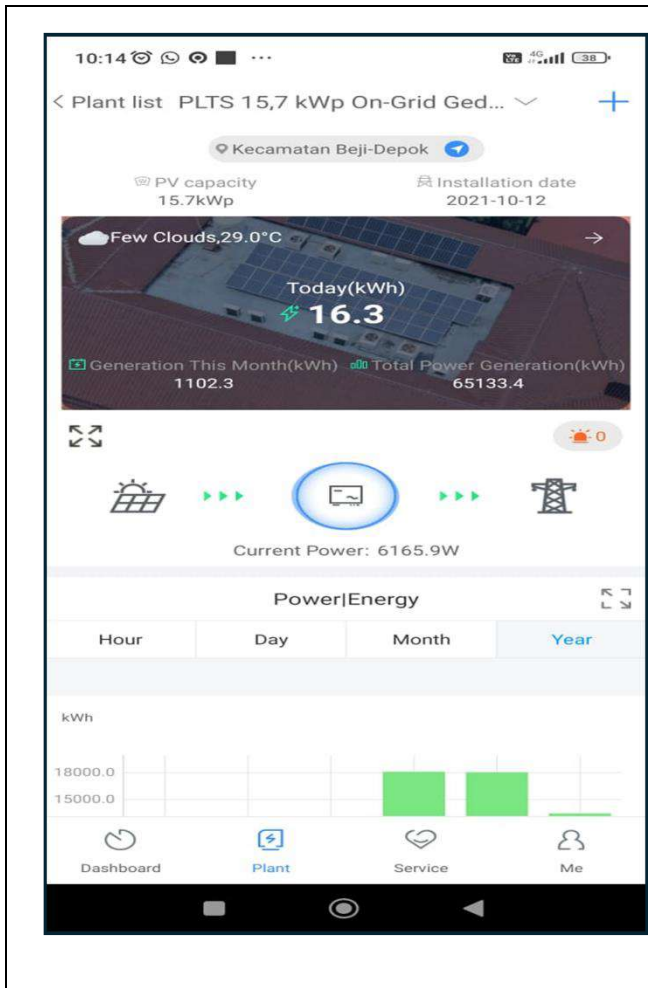 10:14 ... Vo LTE 4G 38
< Plant list PLTS 15,7 kWp On-Grid Ged... +
Kecamatan Beji-Depok
PV capacity Installation date
15.7kWp 2021-10-12
Few Clouds,29.0°C →
Today(kWh)
16.3
Generation This Month(kWh) Total Power Generation(kWh)
1102.3 65133.4
0
Current Power: 6165.9W
Power|Energy
Hour Day Month Year
kWh
18000.0
15000.0
Dashboard Plant Service Me